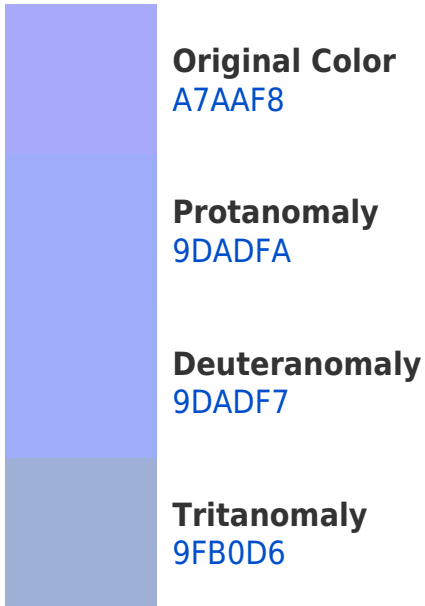 Original Color
A7AAF8
Protanomaly
9DADFA
Deuteranomaly
9DADF7
Tritanomaly
9FB0D6